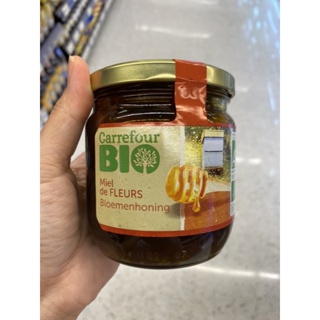 Carrefour
BIO
Miel
de FLEURS
Bloemenhoning